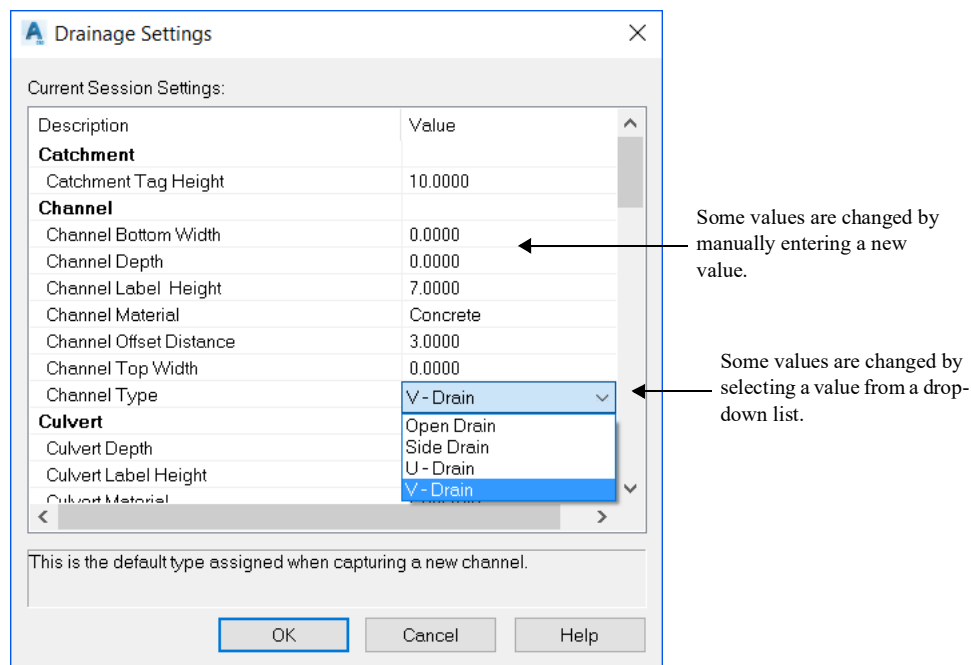 Drainage Settings
Current Session Settings:
Description Value
Catchment
Catchment Tag Height 10.0000
Channel
Channel Bottom Width 0.0000
Channel Depth 0.0000
Channel Label Height 7.0000
Channel Material Concrete
Channel Offset Distance 3.0000
Channel Top Width 0.0000
Channel Type V - Drain
Culvert
Open Drain
Culvert Depth
Side Drain
Culvert Label Height
U - Drain
Culvert Material
V - Drain
This is the default type assigned when capturing a new channel.
OK Cancel Help
Some values are changed by
manually entering a new
value.
Some values are changed by
selecting a value from a drop-
down list.